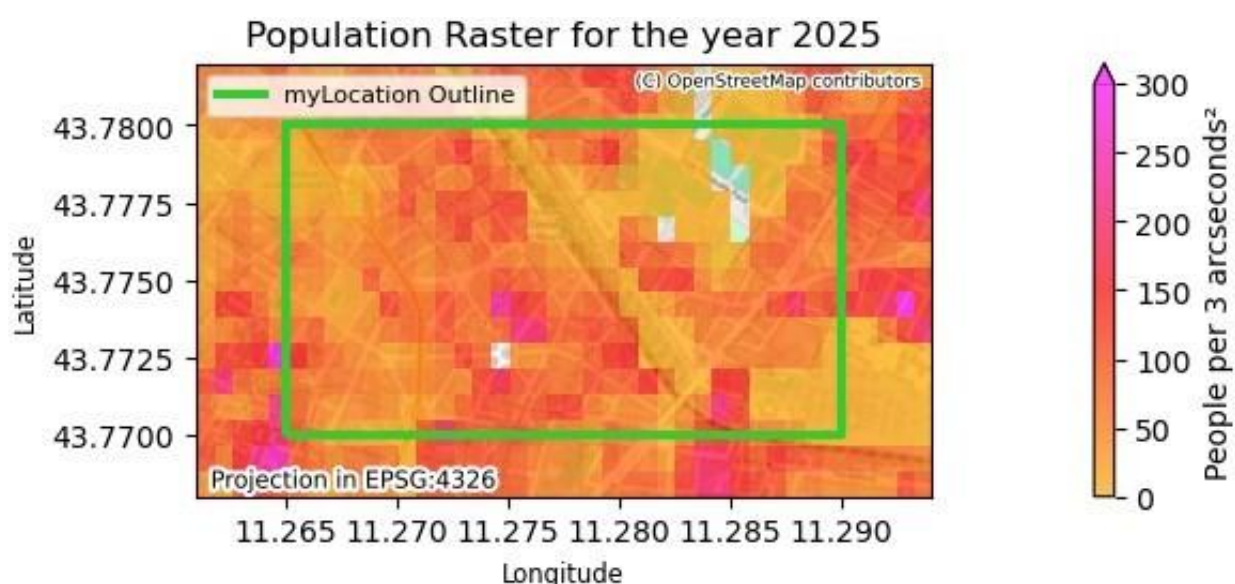 Population Raster for the year 2025
myLocation Outline
(C) OpenStreetMap contributors
43.7800
43.7775
43.7750
43.7725
43.7700
Latitude
Projection in EPSG:4326
11.265 11.270 11.275 11.280 11.285 11.290
Longitude
300
250
200
150
100
50
0
People per 3 arcseconds²